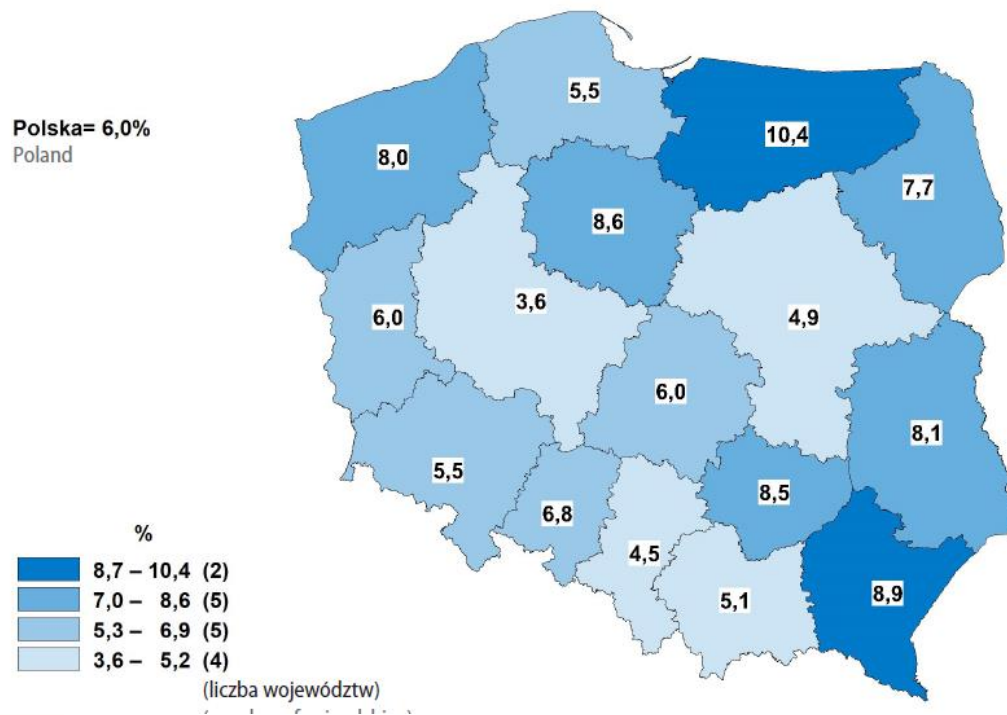 Polska= 6,0%
Poland
5,5
10,4
8,0
7,7
8,6
3,6
4,9
6,0
6,0
8,1
5,5
8,5
6,8
4,5
5,1
8,9
%
8,7 – 10,4 (2)
7,0 – 8,6 (5)
5,3 – 6,9 (5)
3,6 – 5,2 (4)
(liczba województw)